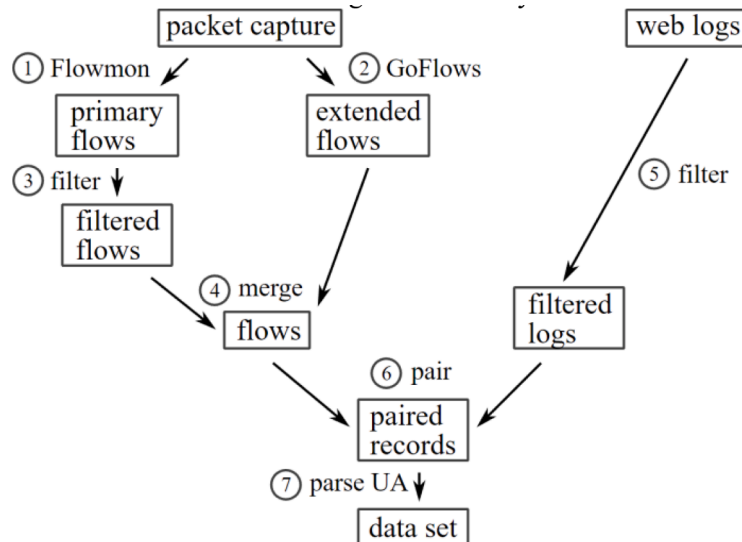 packet capture
web logs
1 Flowmon
2 GoFlows
primary
flows
extended
flows
3 filter
5 filter
filtered
flows
4 merge
flows
filtered
logs
6 pair
paired
records
7 parse UA
data set